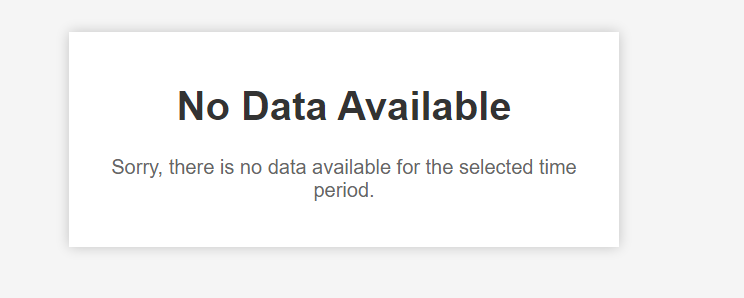 No Data Available
Sorry, there is no data available for the selected time
period.